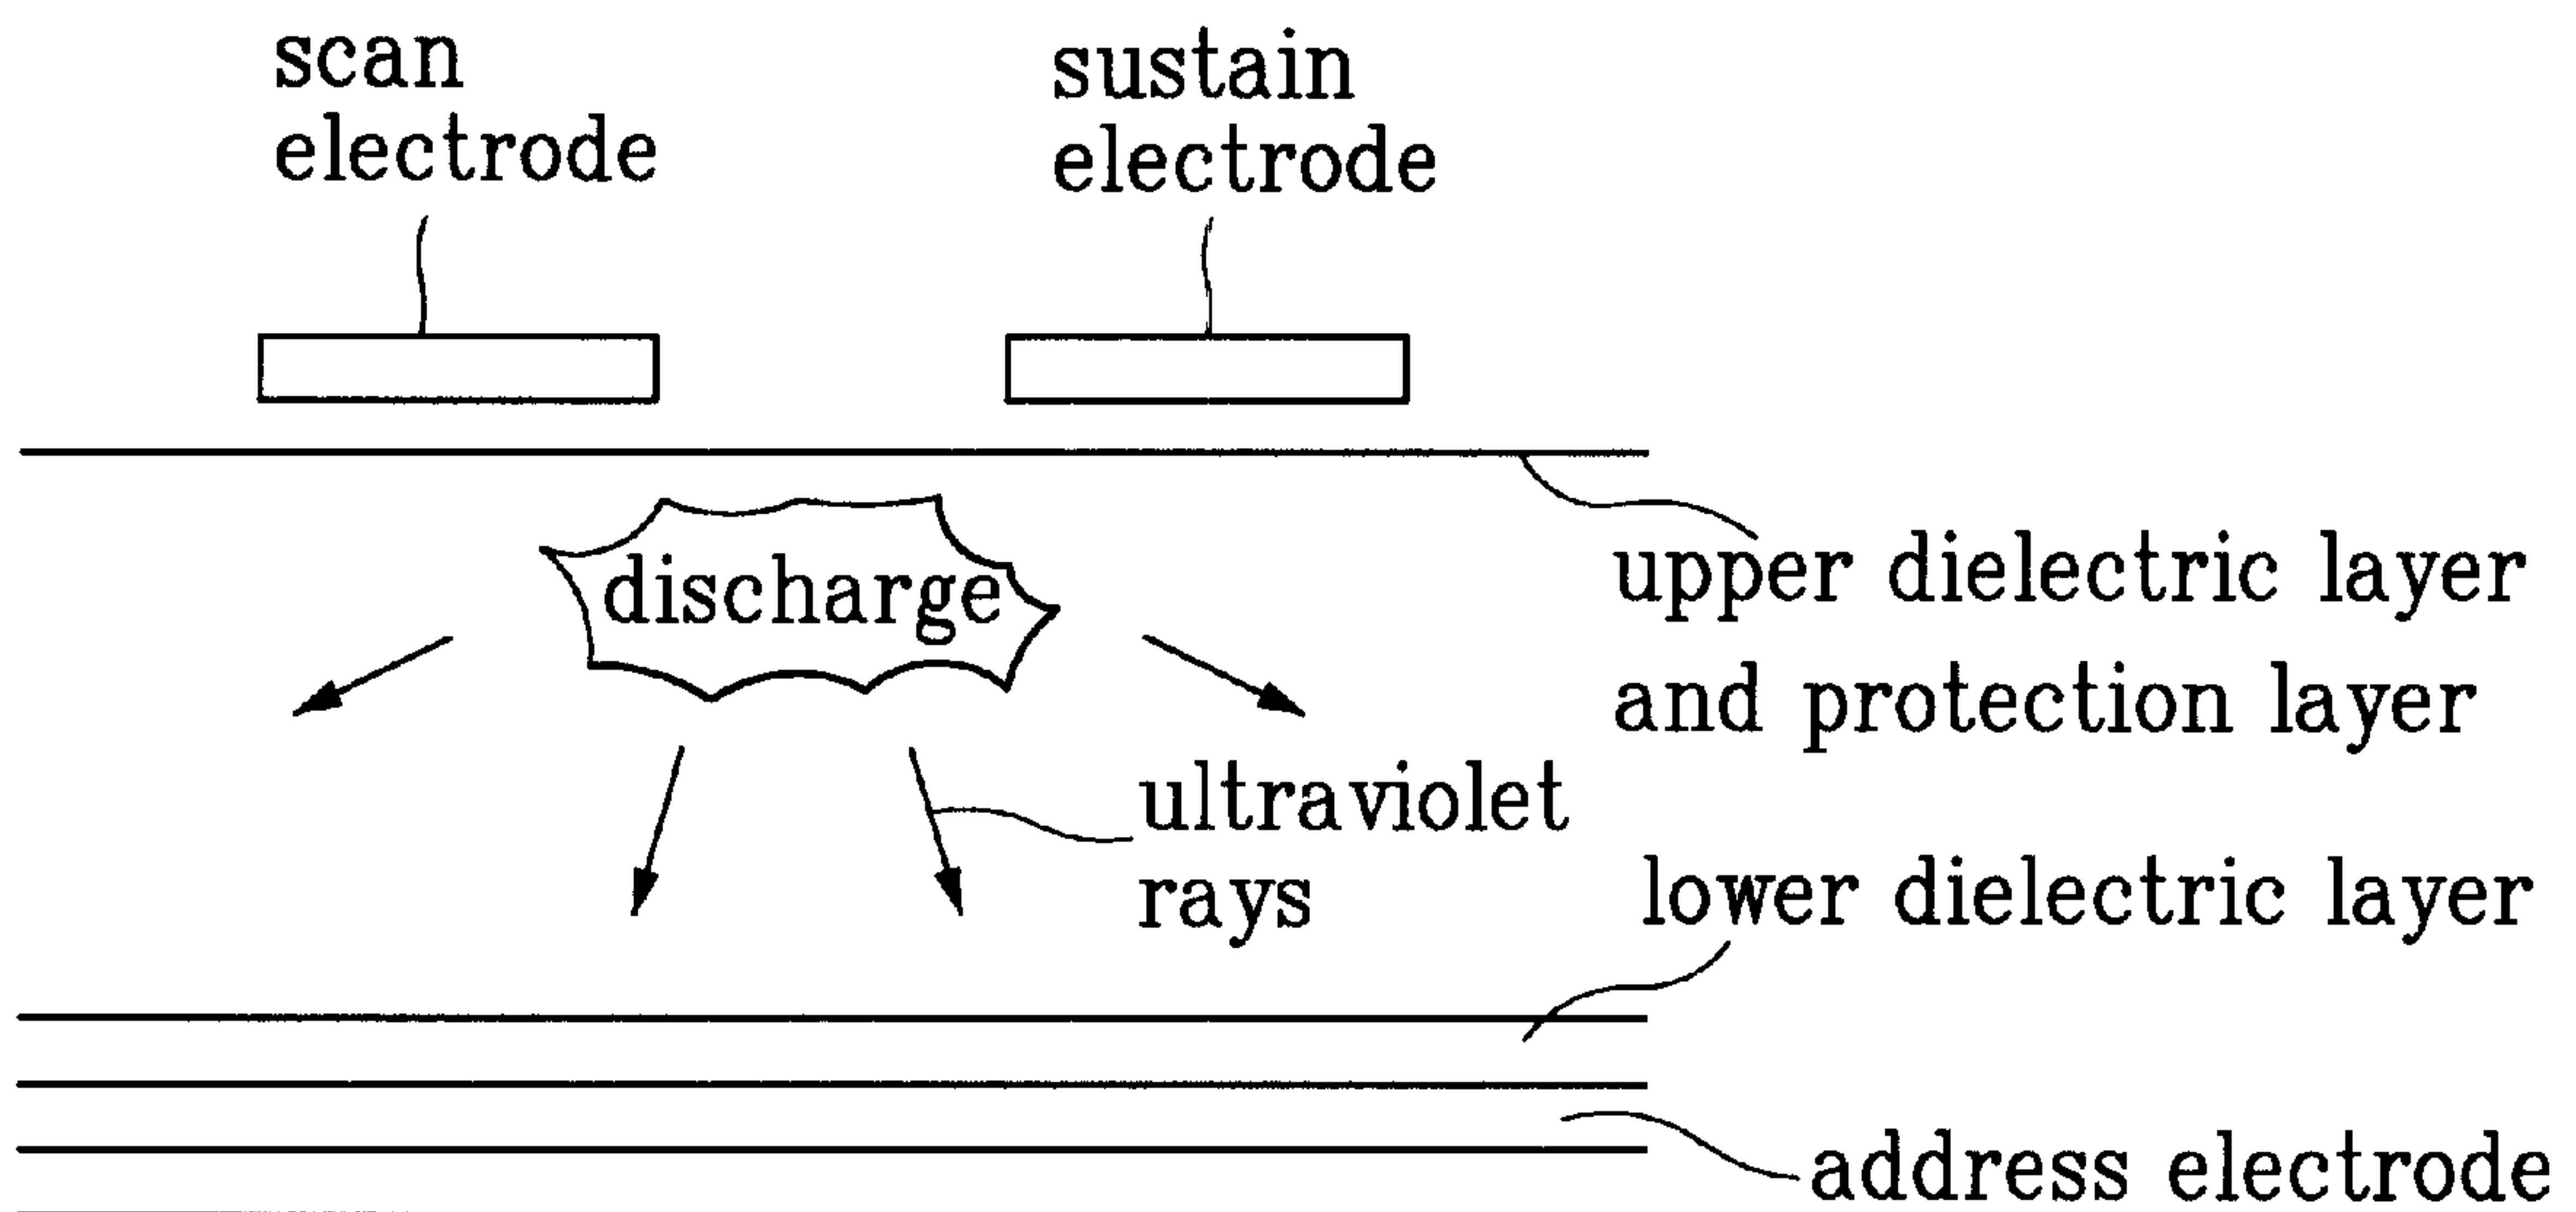 scan
electrode
sustain
electrode
discharge
upper dielectric layer
and protection layer
ultraviolet
rays
lower dielectric layer
address electrode